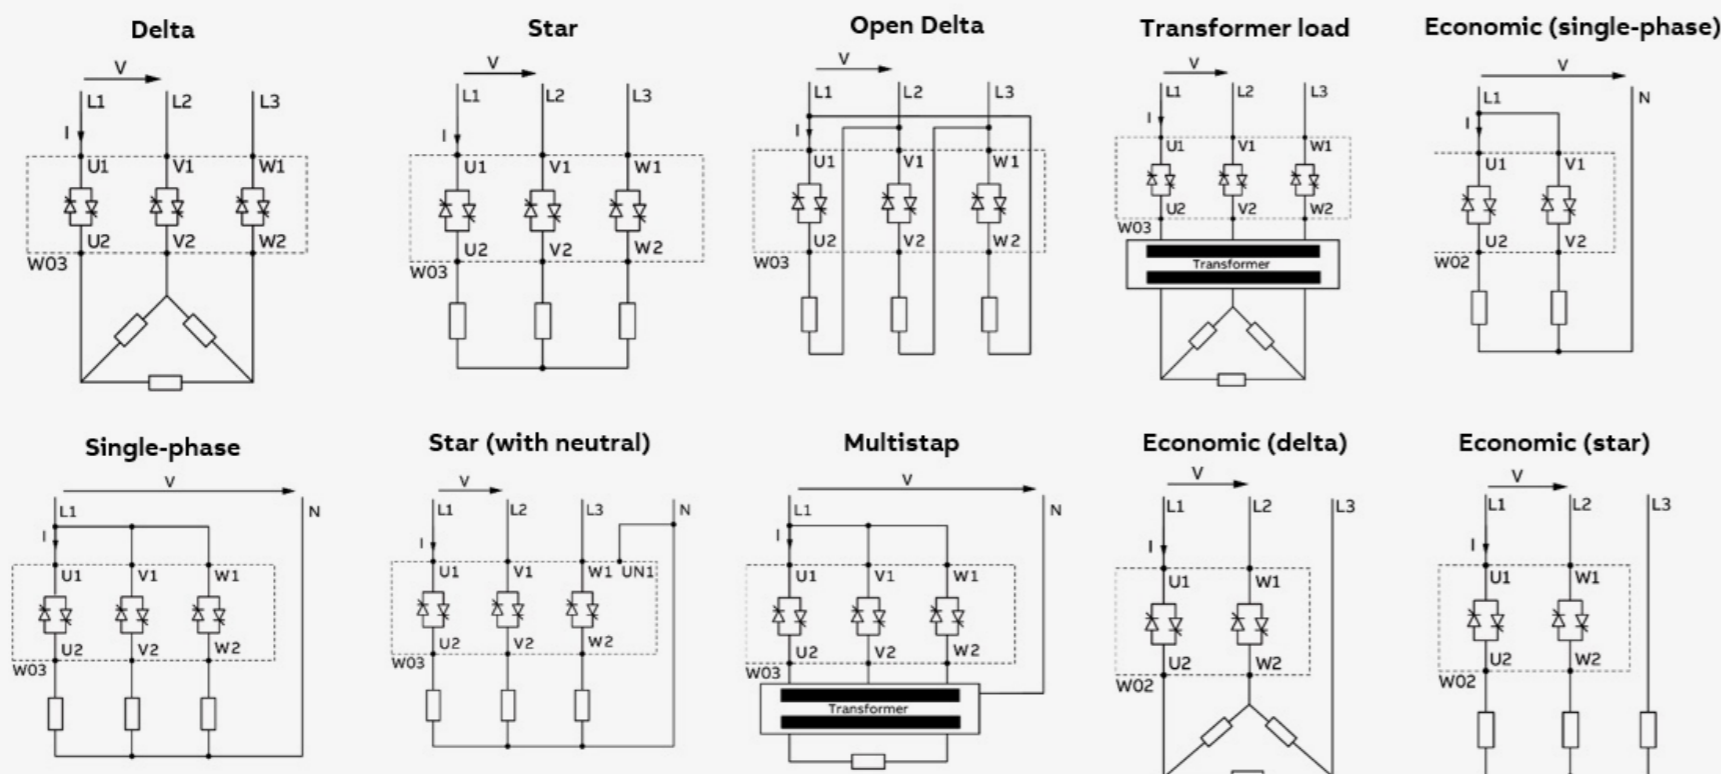 Delta
V
L1 L2 L3
I
U1 V1 W1
U2 V2 W2
W03
Star
V
L1 L2 L3
I
U1 V1 W1
U2 V2 W2
W03
Open Delta
V
L1 L2 L3
I
U1 V1 W1
U2 V2 W2
W03
Transformer load
V
L1 L2 L3
I
U1 V1 W1
U2 V2 W2
W03
Transformer
Economic (single-phase)
V
L1 N
I
U1 V1
U2 V2
W02
Single-phase
V
L1 N
I
U1 V1 W1
U2 V2 W2
W03
Star (with neutral)
V
L1 L2 L3 N
I
U1 V1 W1 UN1
U2 V2 W2
W03
Multistap
V
L1 N
I
U1 V1 W1
U2 V2 W2
W03
Transformer
Economic (delta)
V
L1 L2 L3
I
U1 W1
U2 W2
W02
Economic (star)
V
L1 L2 L3
I
U1 W1
U2 W2
W02